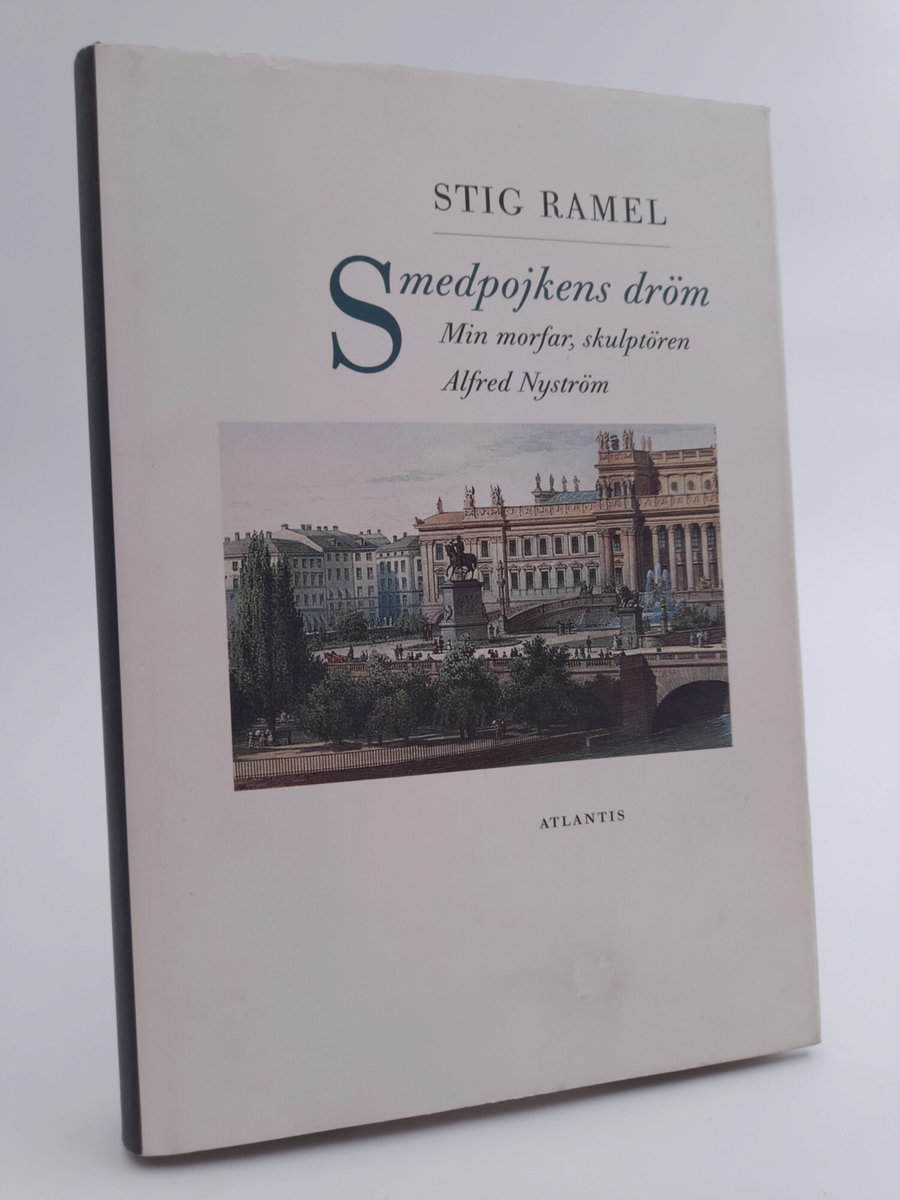 STIG RAMEL
Smedpojkens dröm
Min morfar, skulptören
Alfred Nyström
ATLANTIS